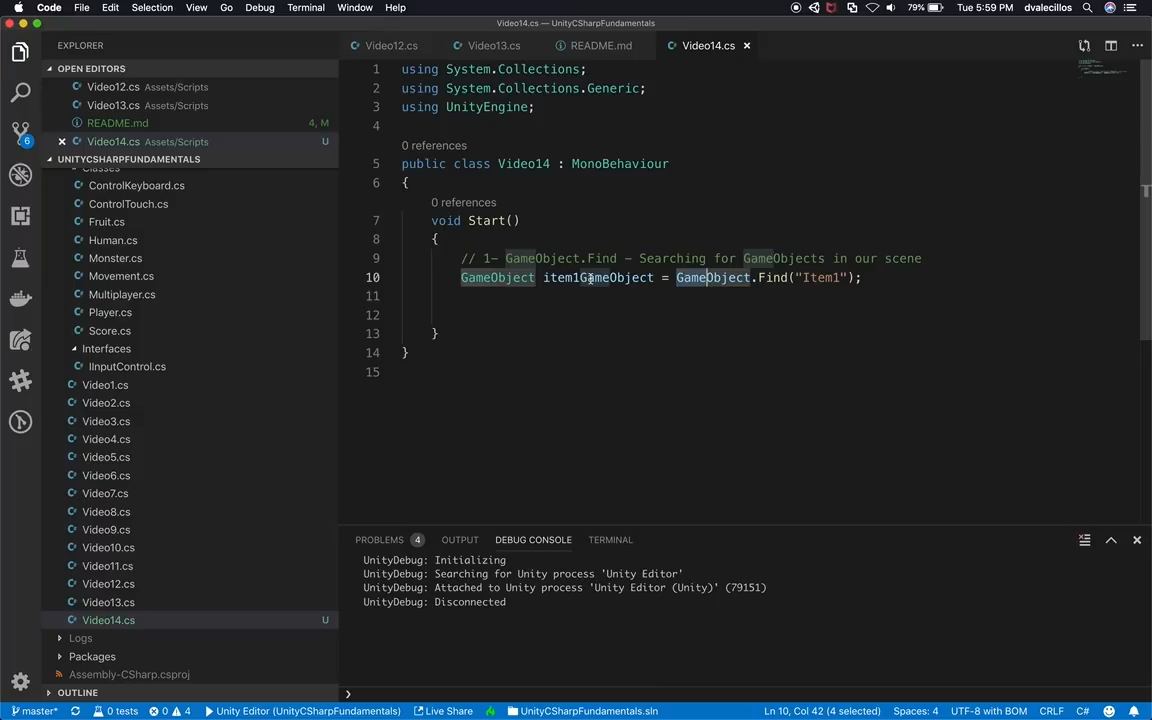 Code File Edit Selection View Go Debug Terminal Window Help 79% Tue 5:59 PM dvalecillos
Video14.cs — UnityCSharpFundamentals
EXPLORER
OPEN EDITORS
Video12.cs Assets/Scripts
Video13.cs Assets/Scripts
README.md 4, M
Video14.cs Assets/Scripts U
UNITYCSHARPFUNDAMENTALS
Classes
ControlKeyboard.cs
ControlTouch.cs
Fruit.cs
Human.cs
Monster.cs
Movement.cs
Multiplayer.cs
Player.cs
Score.cs
Interfaces
IInputControl.cs
Video1.cs
Video2.cs
Video3.cs
Video4.cs
Video5.cs
Video6.cs
Video7.cs
Video8.cs
Video9.cs
Video10.cs
Video11.cs
Video12.cs
Video13.cs
Video14.cs U
Logs
Packages
Assembly-CSharp.csproj
OUTLINE
6
Video12.cs Video13.cs README.md Video14.cs
1 using System.Collections;
2 using System.Collections.Generic;
3 using UnityEngine;
4
0 references
5 public class Video14 : MonoBehaviour
6 {
0 references
7 void Start()
8 {
9 // 1- GameObject.Find - Searching for GameObjects in our scene
10 GameObject item1GameObject = GameObject.Find("Item1");
11
12
13 }
14 }
15
PROBLEMS 4 OUTPUT DEBUG CONSOLE TERMINAL
UnityDebug: Initializing
UnityDebug: Searching for Unity process 'Unity Editor'
UnityDebug: Attached to Unity process 'Unity Editor (Unity)' (79151)
UnityDebug: Disconnected
master* 0 tests 0 4 Unity Editor (UnityCSharpFundamentals) Live Share UnityCSharpFundamentals.sln Ln 10, Col 42 (4 selected) Spaces: 4 UTF-8 with BOM CRLF C#